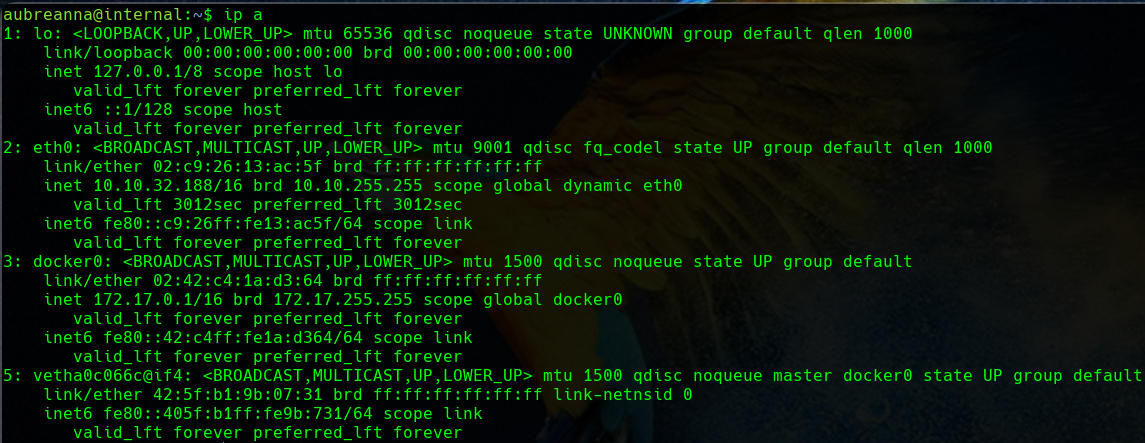 aubreanna@internal:~$ ip a
1: lo: <LOOPBACK,UP,LOWER_UP> mtu 65536 qdisc noqueue state UNKNOWN group default qlen 1000
    link/loopback 00:00:00:00:00:00 brd 00:00:00:00:00:00
    inet 127.0.0.1/8 scope host lo
       valid_lft forever preferred_lft forever
    inet6 ::1/128 scope host
       valid_lft forever preferred_lft forever
2: eth0: <BROADCAST,MULTICAST,UP,LOWER_UP> mtu 9001 qdisc fq_codel state UP group default qlen 1000
    link/ether 02:c9:26:13:ac:5f brd ff:ff:ff:ff:ff:ff
    inet 10.10.32.188/16 brd 10.10.255.255 scope global dynamic eth0
       valid_lft 3012sec preferred_lft 3012sec
    inet6 fe80::c9:26ff:fe13:ac5f/64 scope link
       valid_lft forever preferred_lft forever
3: docker0: <BROADCAST,MULTICAST,UP,LOWER_UP> mtu 1500 qdisc noqueue state UP group default
    link/ether 02:42:c4:1a:d3:64 brd ff:ff:ff:ff:ff:ff
    inet 172.17.0.1/16 brd 172.17.255.255 scope global docker0
       valid_lft forever preferred_lft forever
    inet6 fe80::42:c4ff:fe1a:d364/64 scope link
       valid_lft forever preferred_lft forever
5: vetha0c066c@if4: <BROADCAST,MULTICAST,UP,LOWER_UP> mtu 1500 qdisc noqueue master docker0 state UP group default
    link/ether 42:5f:b1:9b:07:31 brd ff:ff:ff:ff:ff:ff link-netnsid 0
    inet6 fe80::405f:b1ff:fe9b:731/64 scope link
       valid_lft forever preferred_lft forever